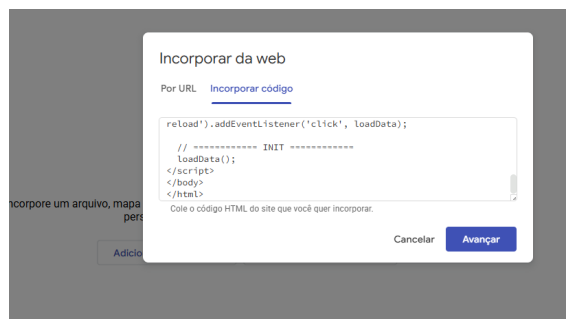 Incorporar da web
Por URL Incorporar código
reload').addEventListener('click', loadData);
// ============ INIT ============
loadData();
</script>
</body>
</html>
Cole o código HTML do site que você quer incorporar.
ncorpore um arquivo, mapa
pers
Adicio
Cancelar Avançar